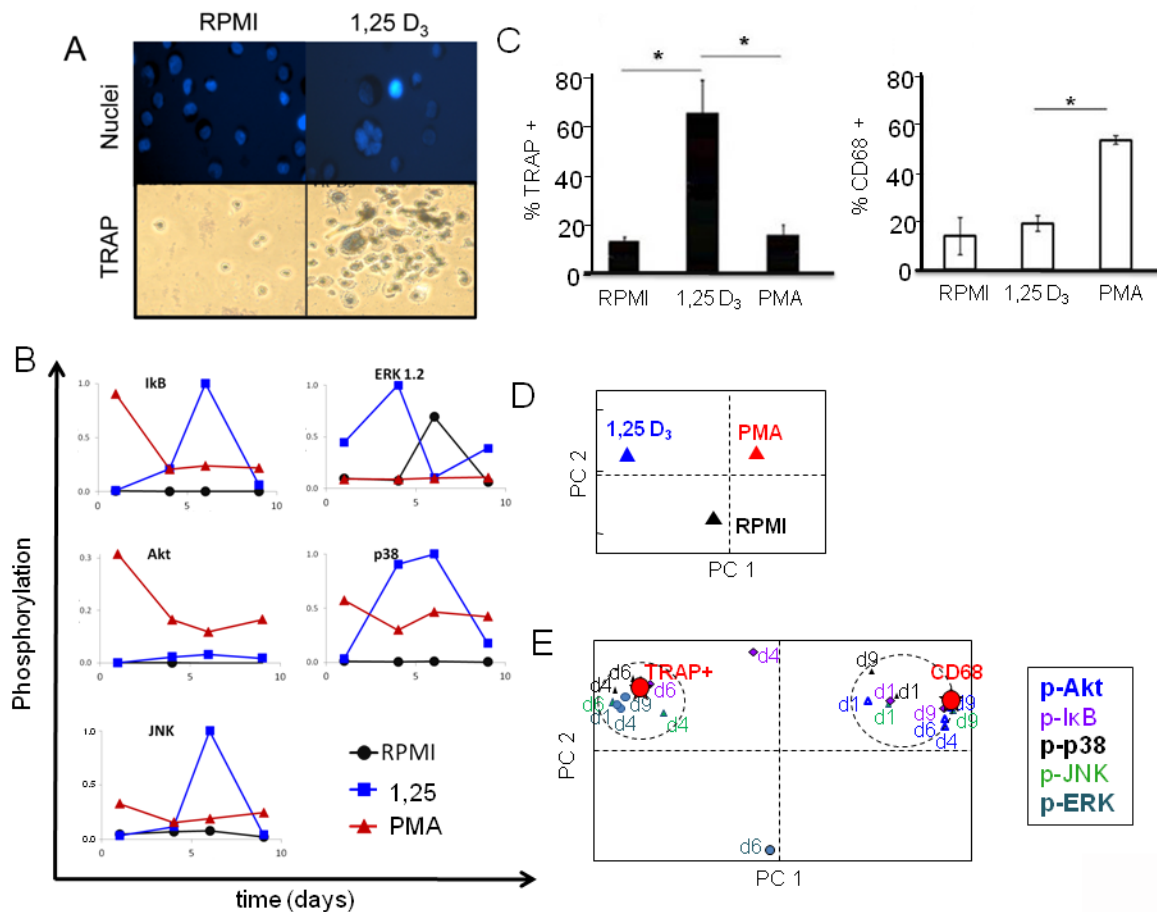 A
RPMI
1,25 D3
Nuclei
TRAP
C
*
*
80
60
40
20
0
% TRAP +
RPMI
1,25 D3
PMA
*
80
60
40
20
0
% CD68 +
RPMI
1,25 D3
PMA
B
Phosphorylation
IkB
1.0
0.5
0.0
0
5
10
ERK 1.2
1.0
0.5
0.0
0
5
10
Akt
0.3
0.2
0.0
0
5
10
p38
1.0
0.5
0.0
0
5
10
JNK
1.0
0.5
0.0
0
5
10
RPMI
1,25
PMA
time (days)
D
1,25 D3
PMA
RPMI
PC 2
PC 1
E
TRAP+
CD68
d4
d6
d4
d6
d6
d1
d9
d4
d4
d9
d1
d1
d1
d1
d9
d9
d9
d6
d4
d6
PC 2
PC 1
p-Akt
p-IκB
p-p38
p-JNK
p-ERK